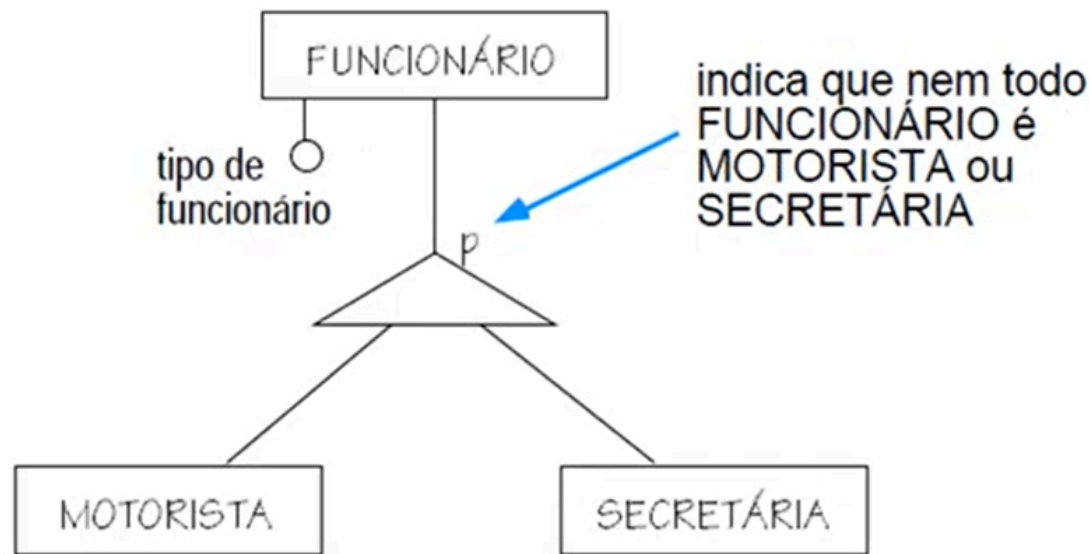 FUNCIONÁRIO
indica que nem todo
FUNCIONÁRIO é
MOTORISTA ou
SECRETÁRIA
tipo de
funcionário
p
MOTORISTA
SECRETÁRIA